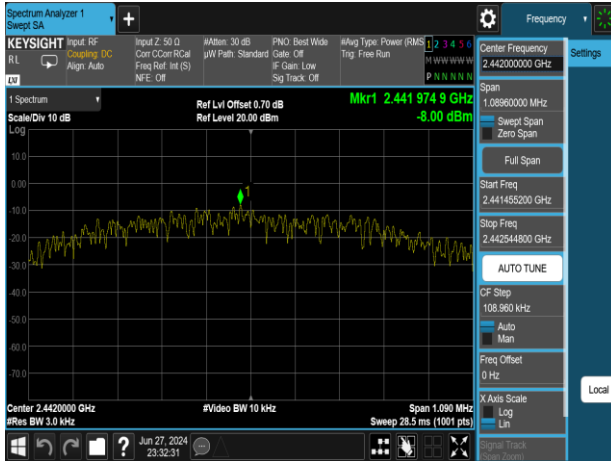 Spectrum Analyzer 1
Swept SA
+
Frequency
KEYSIGHT
RL
LXI
Input: RF
Coupling: DC
Align: Auto
Input Z: 50 Ω
Corr CCorr RCal
Freq Ref: Int (S)
NFE: Off
#Atten: 30 dB
µW Path: Standard
PNO: Best Wide
Gate: Off
IF Gain: Low
Sig Track: Off
#Avg Type: Power (RMS
Trig: Free Run
1 2 3 4 5 6
M W W W W W
P N N N N N
1 Spectrum
Scale/Div 10 dB
Log
Ref Lvl Offset 0.70 dB
Ref Level 20.00 dBm
Mkr1 2.441 974 9 GHz
-8.00 dBm
10.0
0.00
-10.0
-20.0
-30.0
-40.0
-50.0
-60.0
-70.0
1
Center 2.4420000 GHz
#Res BW 3.0 kHz
#Video BW 10 kHz
Span 1.090 MHz
Sweep 28.5 ms (1001 pts)
Center Frequency
2.442000000 GHz
Span
1.08960000 MHz
Swept Span
Zero Span
Full Span
Start Freq
2.441455200 GHz
Stop Freq
2.442544800 GHz
AUTO TUNE
CF Step
108.960 kHz
Auto
Man
Freq Offset
0 Hz
X Axis Scale
Log
Lin
Signal Track
(Span Zoom)
Settings
Local
?
Jun 27, 2024
23:32:31